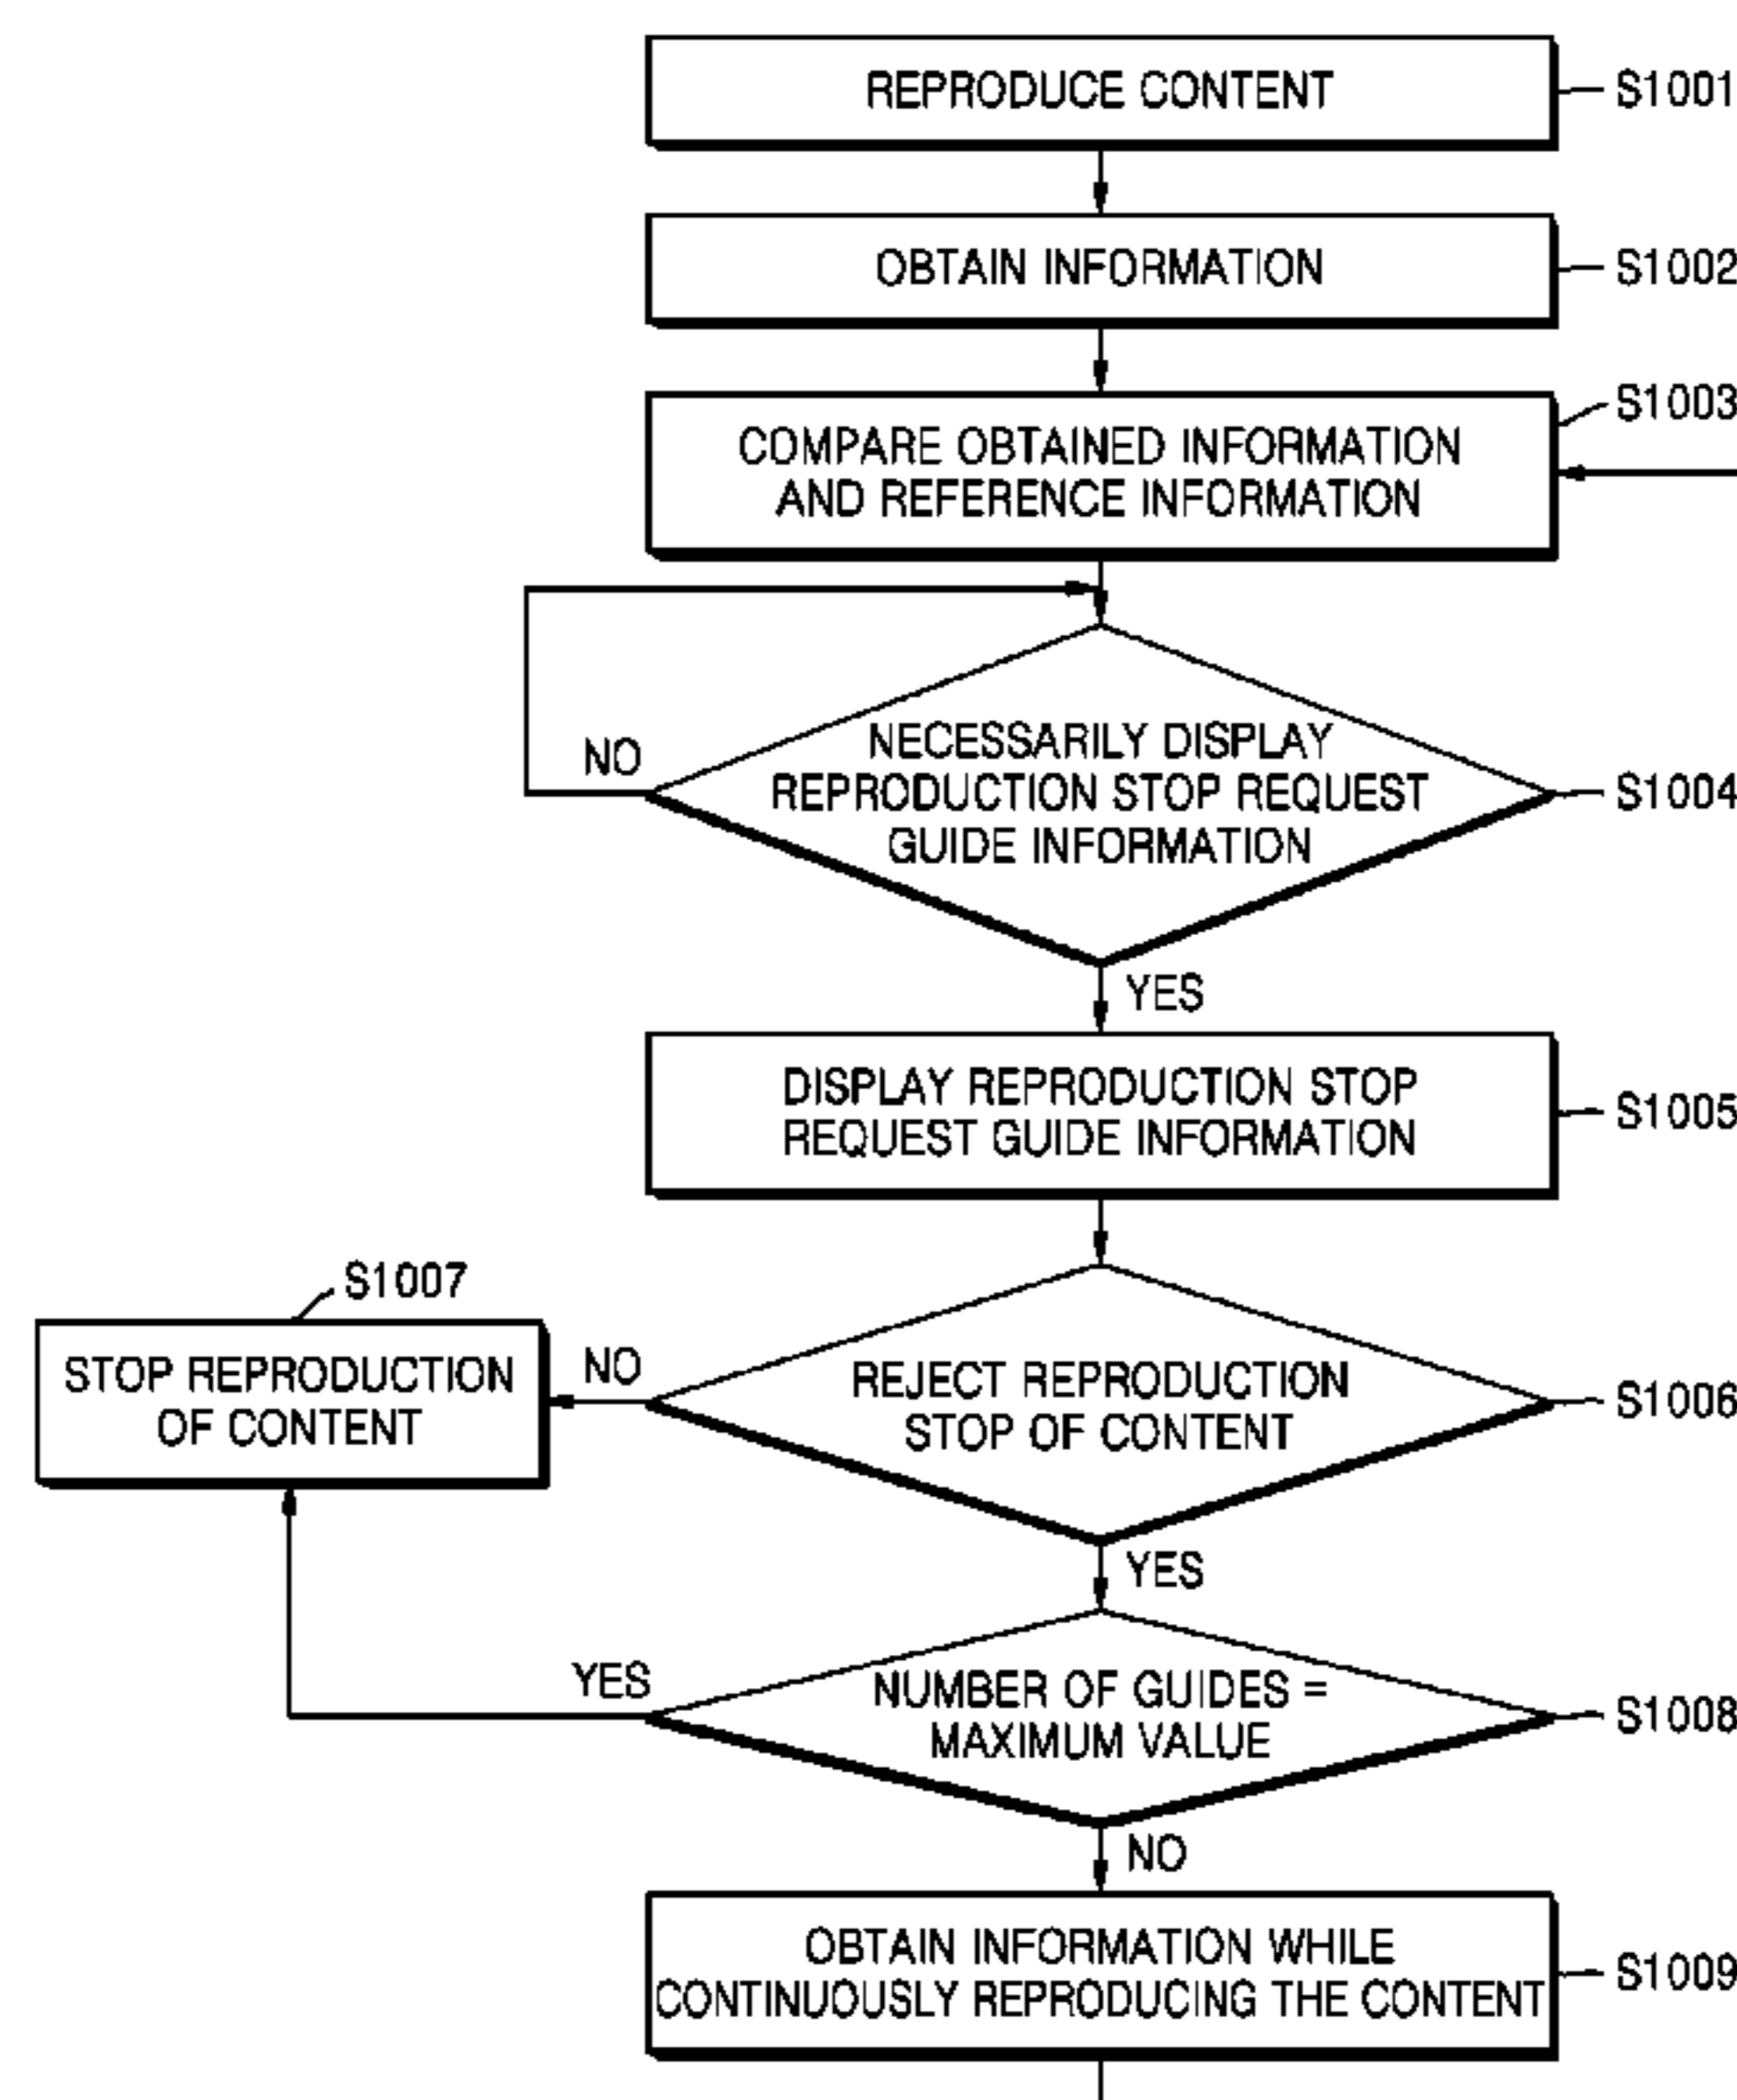 REPRODUCE CONTENT
S1001
OBTAIN INFORMATION
S1002
S1003
COMPARE OBTAINED INFORMATION
AND REFERENCE INFORMATION
NO
NECESSARILY DISPLAY
REPRODUCTION STOP REQUEST
GUIDE INFORMATION
S1004
YES
DISPLAY REPRODUCTION STOP
REQUEST GUIDE INFORMATION
S1005
S1007
STOP REPRODUCTION
OF CONTENT
NO
REJECT REPRODUCTION
STOP OF CONTENT
S1006
YES
YES
NUMBER OF GUIDES =
MAXIMUM VALUE
S1008
NO
OBTAIN INFORMATION WHILE
CONTINUOUSLY REPRODUCING THE CONTENT
S1009